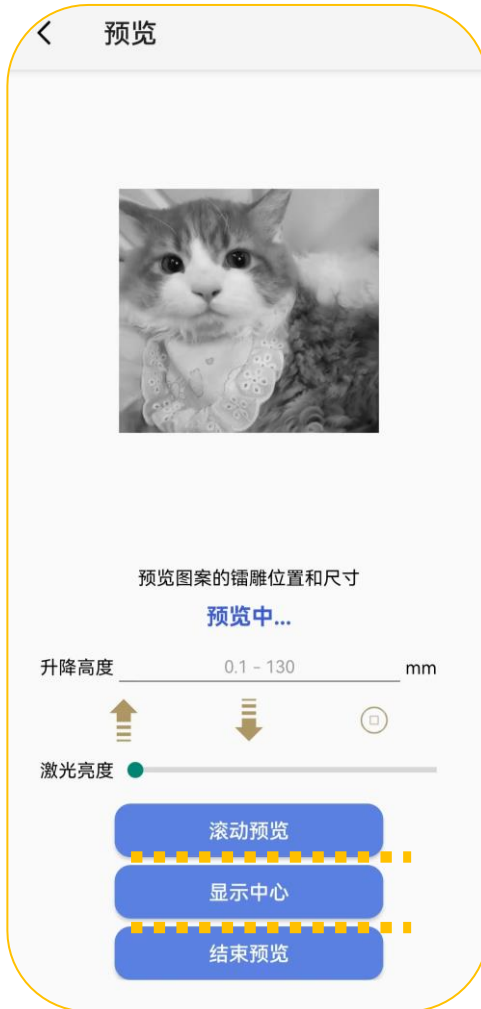 预览
预览图案的镭雕位置和尺寸
预览中...
升降高度 0.1 - 130 mm
激光亮度
滚动预览
显示中心
结束预览